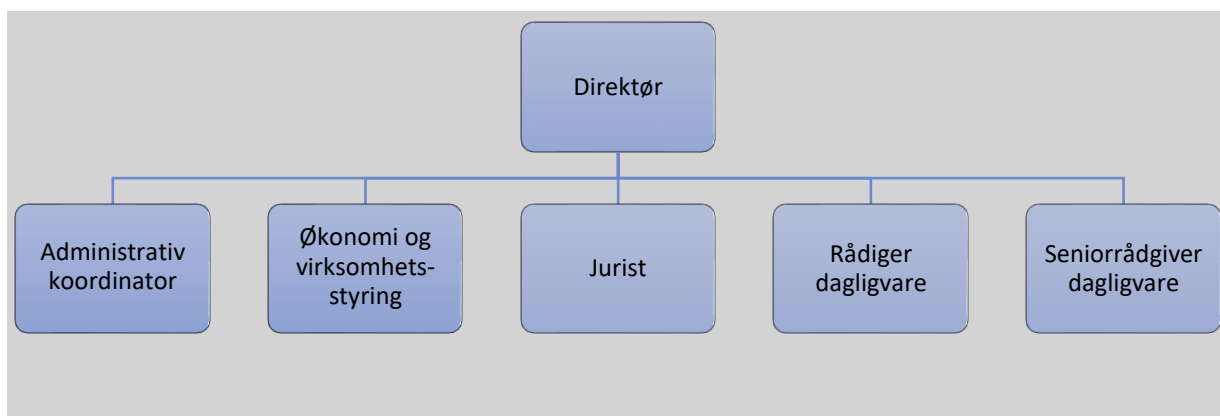 Direktør
Administrativ
koordinator
Økonomi og
virksomhets-
styring
Jurist
Rådiger
dagligvare
Seniorrådgiver
dagligvare